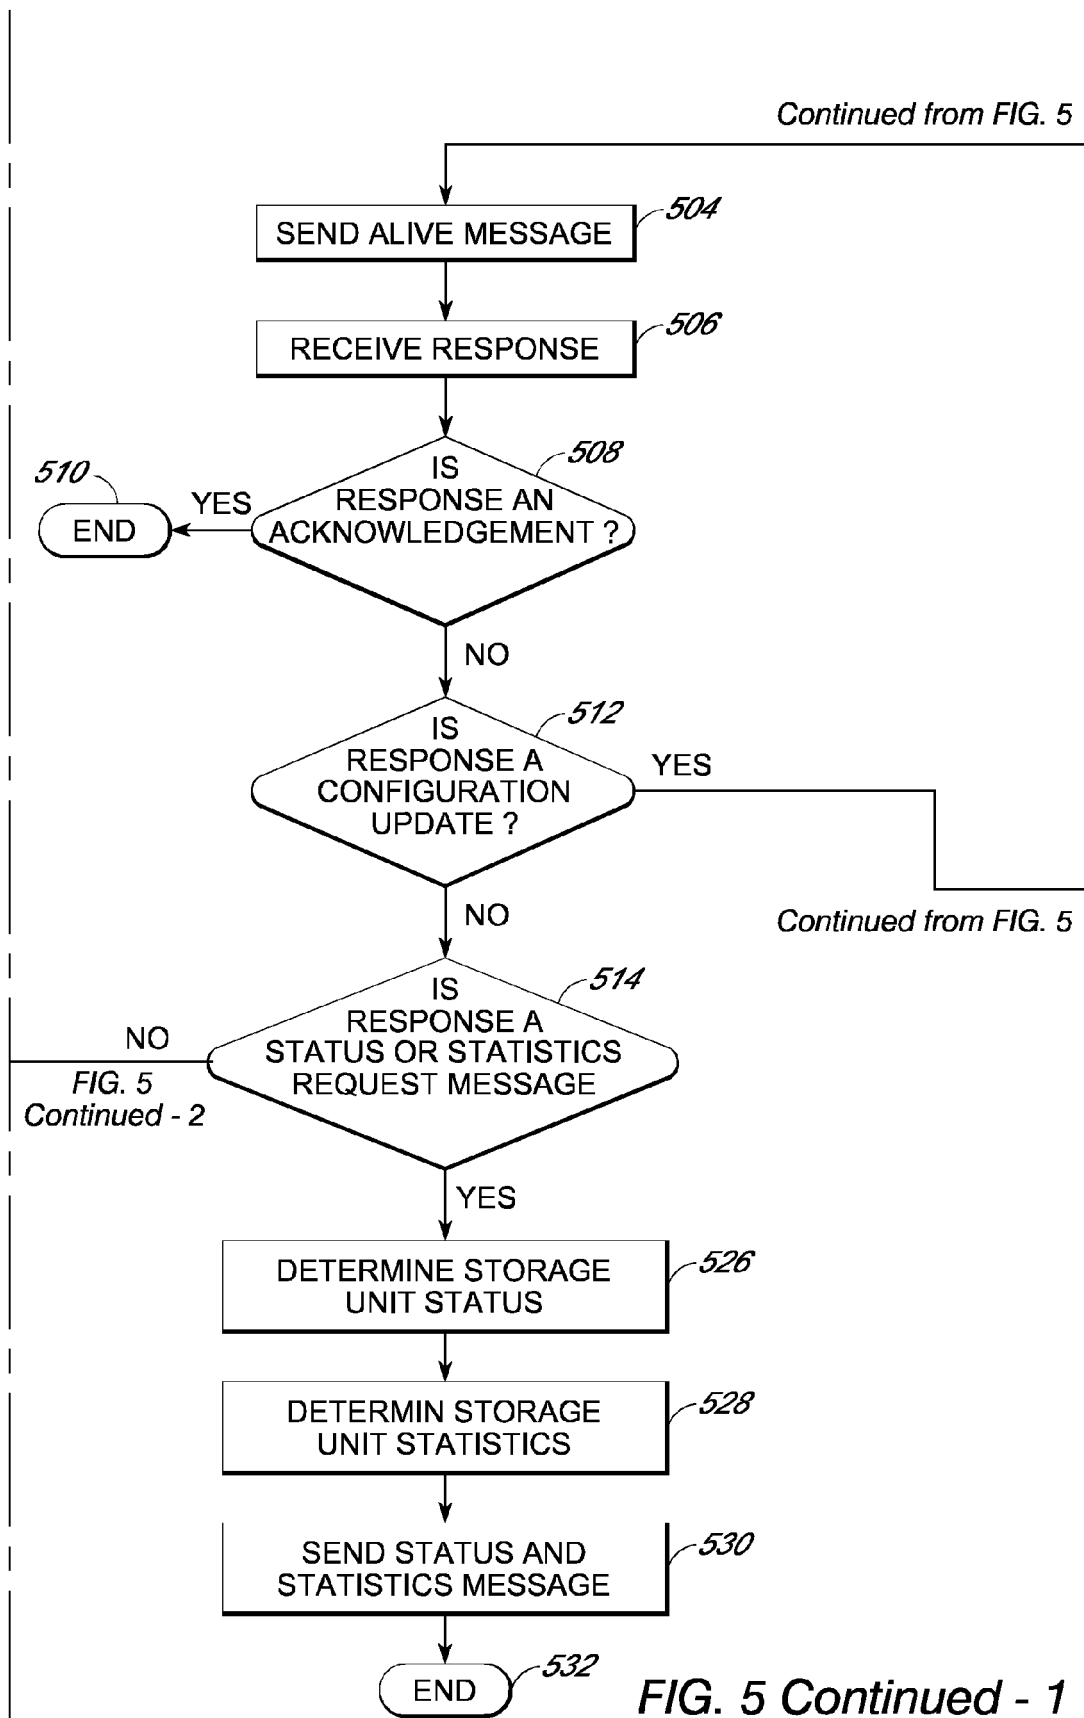 Continued from FIG. 5
504
SEND ALIVE MESSAGE
506
RECEIVE RESPONSE
508
IS
RESPONSE AN
ACKNOWLEDGEMENT ?
510
YES
END
NO
512
IS
RESPONSE A
CONFIGURATION
UPDATE ?
YES
Continued from FIG. 5
NO
514
IS
RESPONSE A
STATUS OR STATISTICS
REQUEST MESSAGE
NO
FIG. 5
Continued - 2
YES
526
DETERMINE STORAGE
UNIT STATUS
528
DETERMIN STORAGE
UNIT STATISTICS
530
SEND STATUS AND
STATISTICS MESSAGE
532
END
FIG. 5 Continued - 1